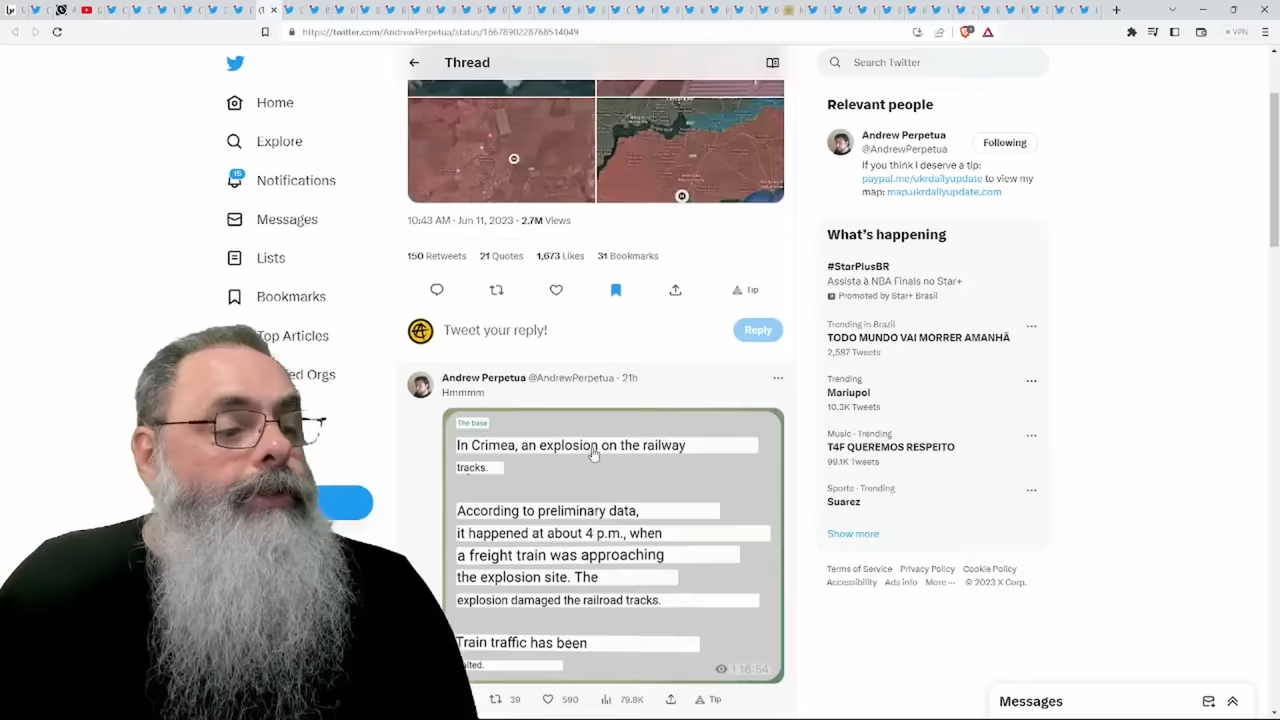 https://twitter.com/AndrewPerpetua/status/1667890228768514049
VPN
Home
Explore
15
Notifications
Messages
Lists
Bookmarks
Top Articles
Orgs
Thread
10:43 AM · Jun 11, 2023 · 2.7M Views
150 Retweets 21 Quotes 1,673 Likes 31 Bookmarks
Tip
Tweet your reply!
Reply
Andrew Perpetua @AndrewPerpetua · 21h
Hmmmm
The base
In Crimea, an explosion on the railway
tracks.
According to preliminary data,
it happened at about 4 p.m., when
a freight train was approaching
the explosion site. The
explosion damaged the railroad tracks.
Train traffic has been
1 16:54
39 590 79.8K Tip
Search Twitter
Relevant people
Andrew Perpetua
@AndrewPerpetua
Following
If you think I deserve a tip:
paypal.me/ukrdailyupdate to view my
map: map.ukrdailyupdate.com
What's happening
#StarPlusBR
Assista à NBA Finals no Star+
Promoted by Star+ Brasil
Trending in Brazil
TODO MUNDO VAI MORRER AMANHÃ
2,587 Tweets
Trending
Mariupol
10.3K Tweets
Music · Trending
T4F QUEREMOS RESPEITO
99.1K Tweets
Sports · Trending
Suarez
Show more
Terms of Service Privacy Policy Cookie Policy
Accessibility Ads info More ··· © 2023 X Corp.
Messages